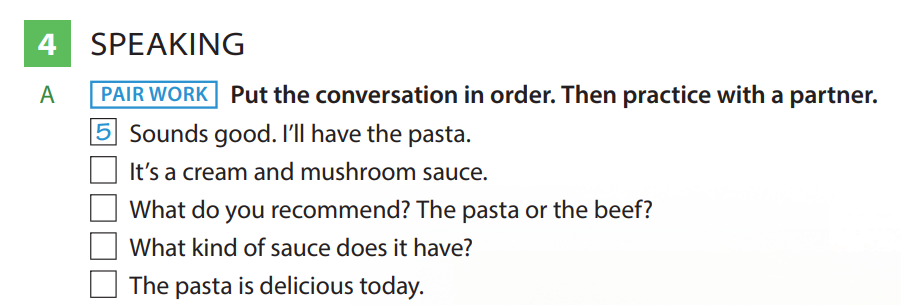 4 SPEAKING
A PAIR WORK Put the conversation in order. Then practice with a partner.
5 Sounds good. I'll have the pasta.
It's a cream and mushroom sauce.
What do you recommend? The pasta or the beef?
What kind of sauce does it have?
The pasta is delicious today.